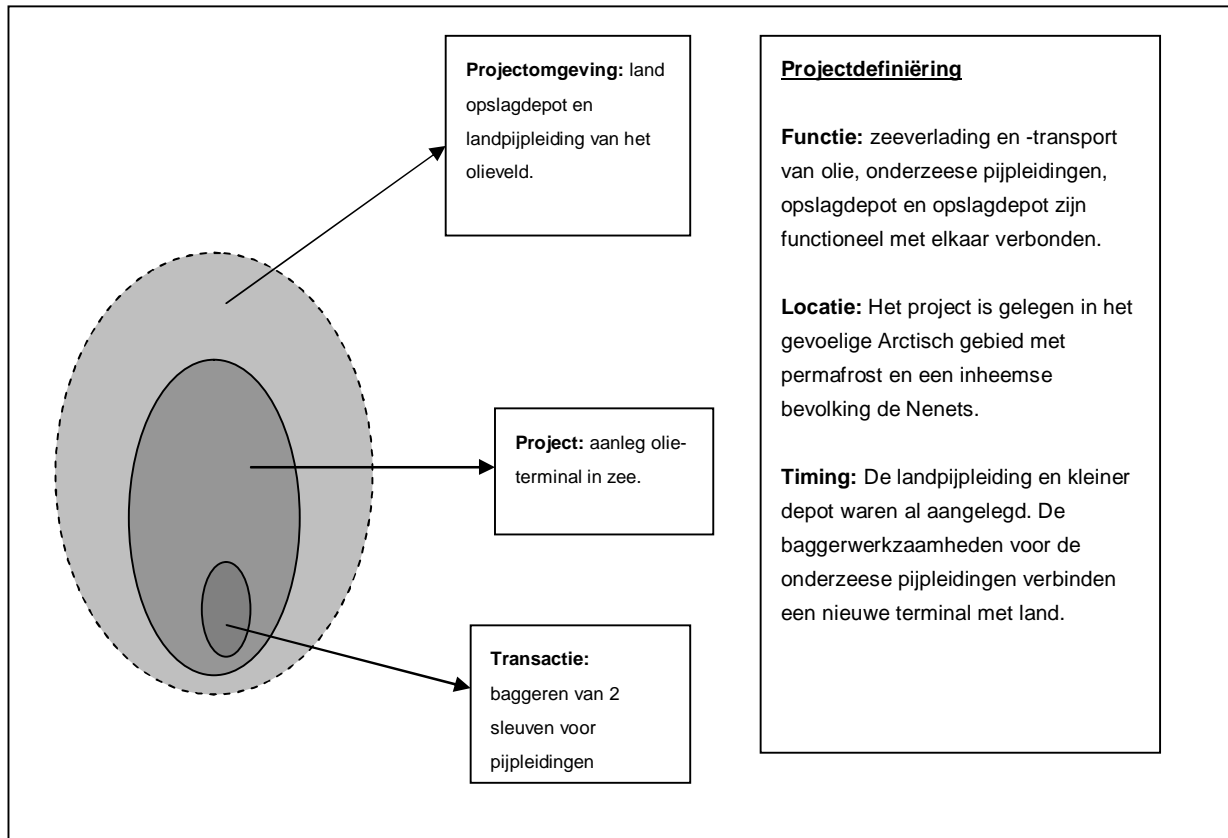 Projectomgeving: land
opslagdepot en
landpijpleiding van het
olieveld.
Project: aanleg olie-
terminal in zee.
Transactie:
baggeren van 2
sleuven voor
pijpleidingen
Projectdefiniëring
Functie: zeeverlading en -transport
van olie, onderzeese pijpleidingen,
opslagdepot en opslagdepot zijn
functioneel met elkaar verbonden.
Locatie: Het project is gelegen in het
gevoelige Arctisch gebied met
permafrost en een inheemse
bevolking de Nenets.
Timing: De landpijpleiding en kleiner
depot waren al aangelegd. De
baggerwerkzaamheden voor de
onderzeese pijpleidingen verbinden
een nieuwe terminal met land.